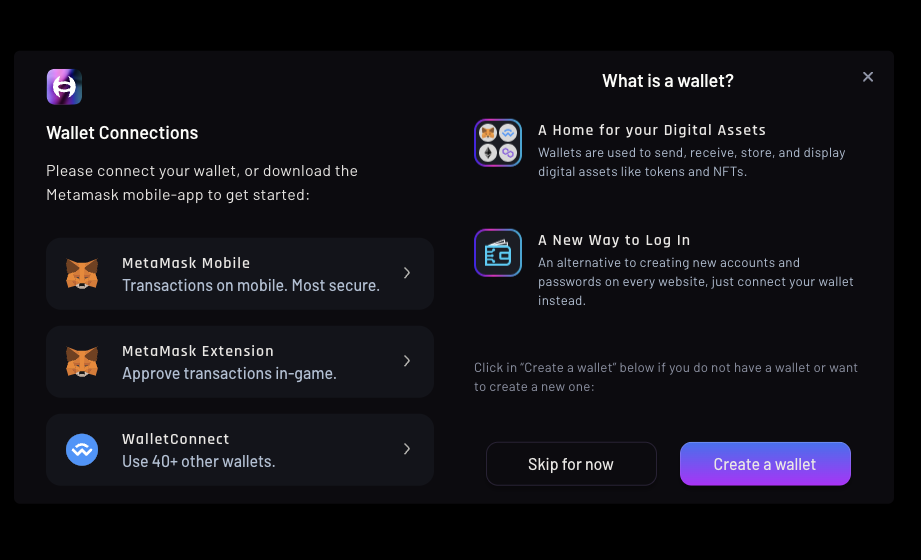 Wallet Connections
Please connect your wallet, or download the
Metamask mobile-app to get started:
MetaMask Mobile
Transactions on mobile. Most secure.
MetaMask Extension
Approve transactions in-game.
WalletConnect
Use 40+ other wallets.
What is a wallet?
A Home for your Digital Assets
Wallets are used to send, receive, store, and display
digital assets like tokens and NFTs.
A New Way to Log In
An alternative to creating new accounts and
passwords on every website, just connect your wallet
instead.
Click in “Create a wallet” below if you do not have a wallet or want
to create a new one:
Skip for now
Create a wallet